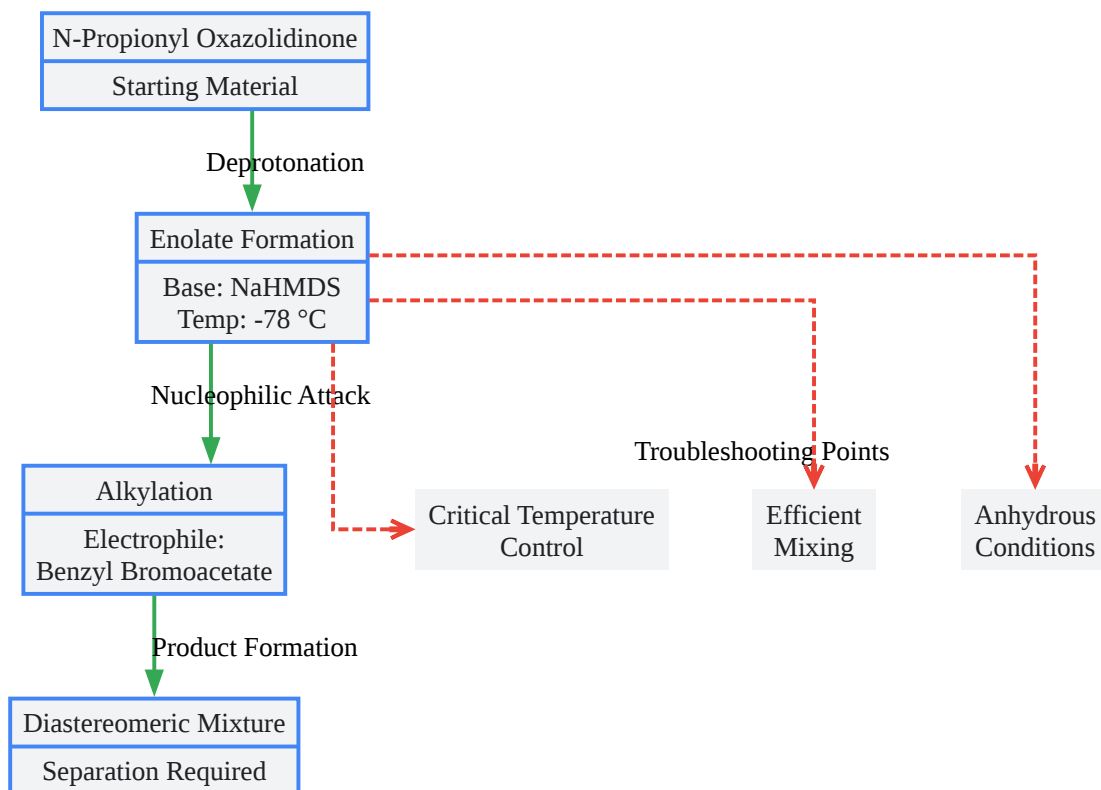 N-Propionyl Oxazolidinone
Starting Material
Deprotonation
Enolate Formation
Base: NaHMDS
Temp: -78 °C
Nucleophilic Attack
Troubleshooting Points
Alkylation
Electrophile:
Benzyl Bromoacetate
Critical Temperature
Control
Efficient
Mixing
Anhydrous
Conditions
Product Formation
Diastereomeric Mixture
Separation Required